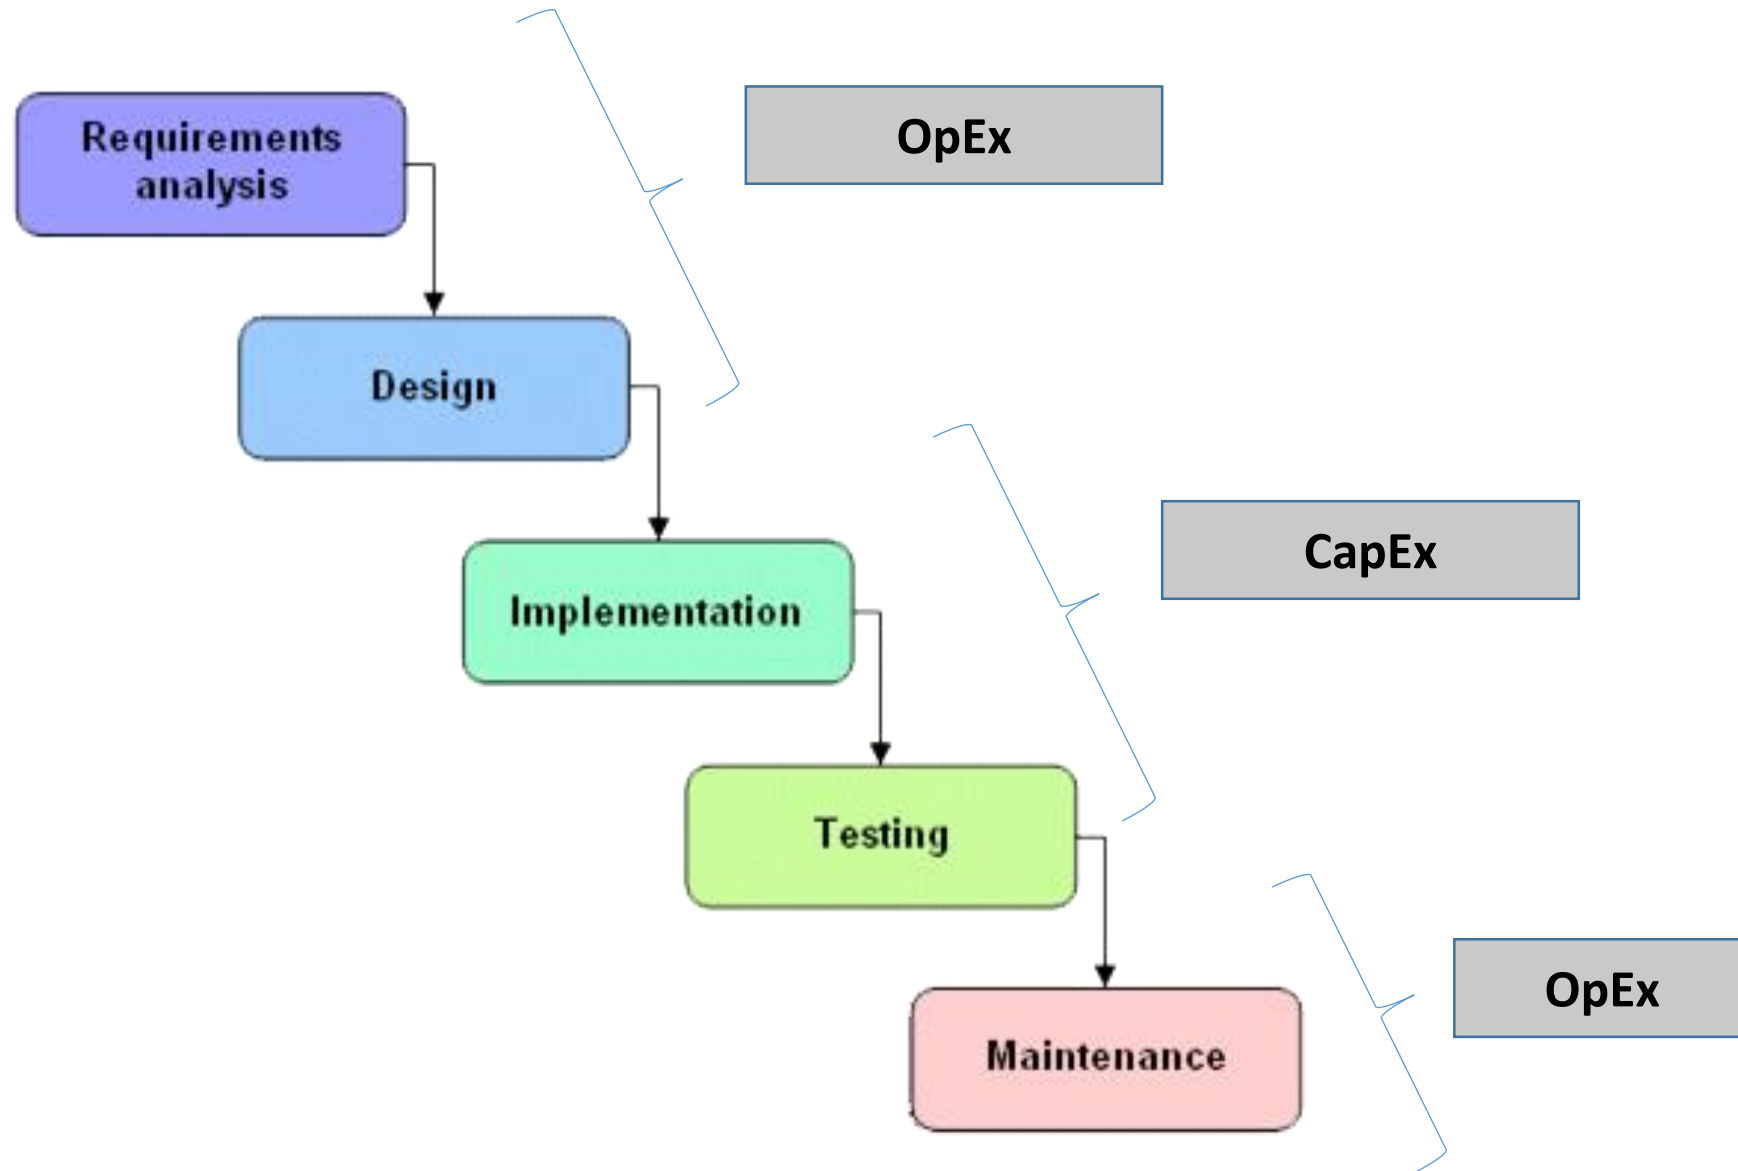 Requirements
analysis
OpEx
Design
CapEx
Implementation
Testing
OpEx
Maintenance